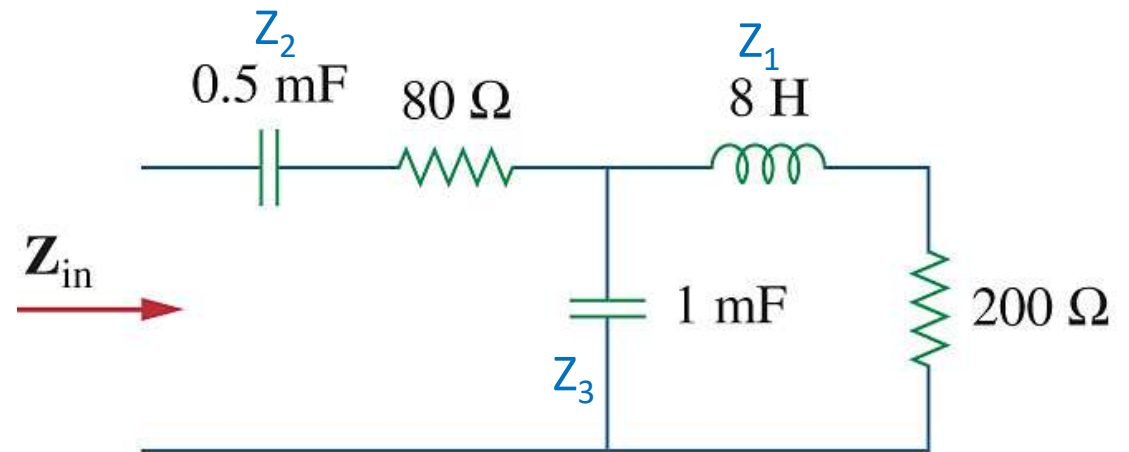 Z₂
0.5 mF
80 Ω
Z₁
8 H
Zin
1 mF
200 Ω
Z₃